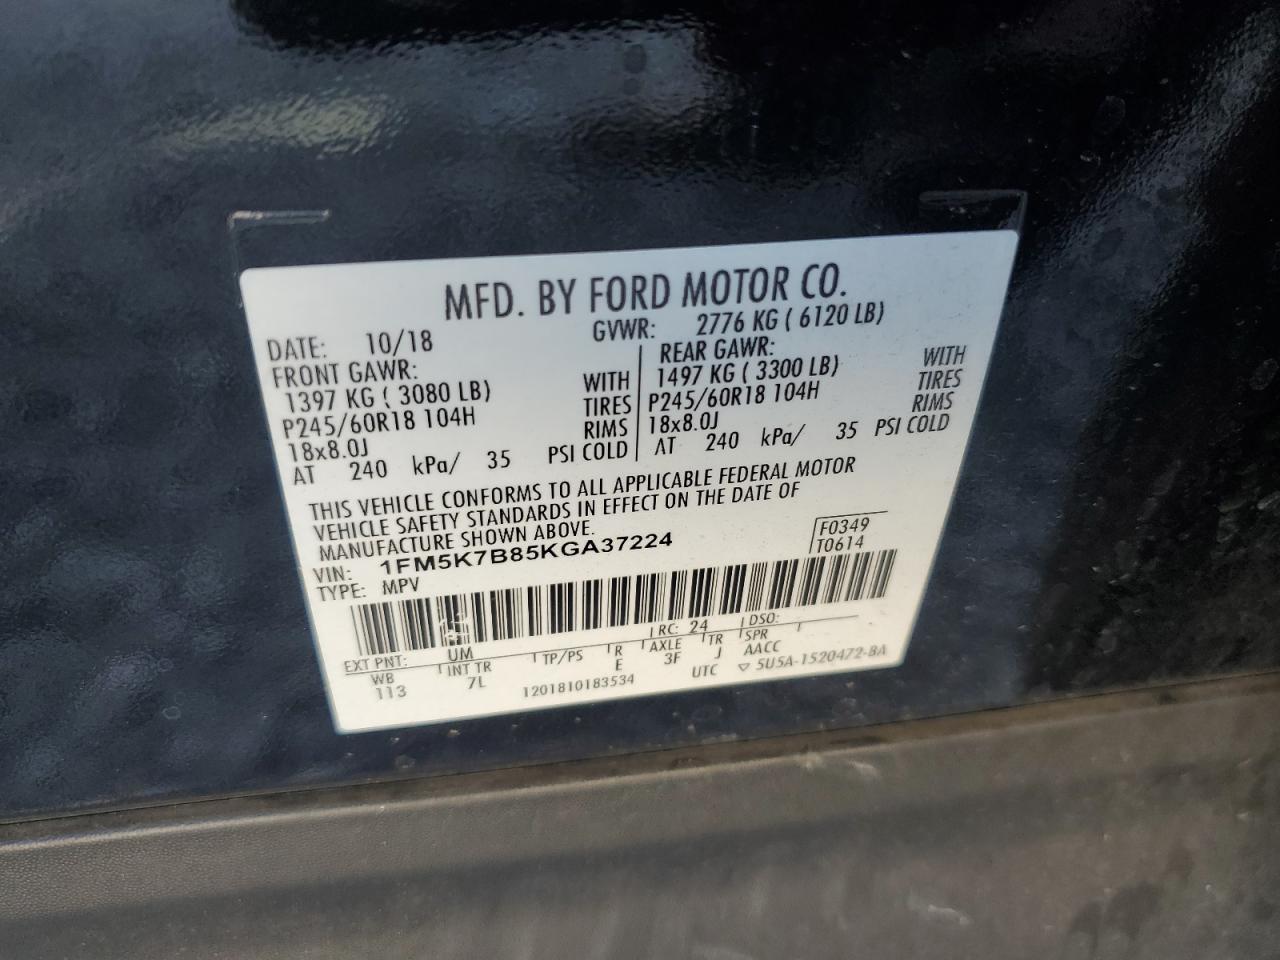 MFD. BY FORD MOTOR CO.
DATE: 10/18 GVWR: 2776 KG ( 6120 LB)
FRONT GAWR: REAR GAWR:
1397 KG ( 3080 LB) WITH 1497 KG ( 3300 LB) WITH
P245/60R18 104H TIRES P245/60R18 104H TIRES
18x8.0J RIMS 18x8.0J RIMS
AT 240 kPa/ 35 PSI COLD AT 240 kPa/ 35 PSI COLD
THIS VEHICLE CONFORMS TO ALL APPLICABLE FEDERAL MOTOR
VEHICLE SAFETY STANDARDS IN EFFECT ON THE DATE OF
MANUFACTURE SHOWN ABOVE.
F0349
VIN: 1FM5K7B85KGA37224 T0614
TYPE: MPV
EXT PNT: UM RC: 24 DSO:
WB INT TR TP/PS R AXLE TR SPR
113 7L E 3F J AACC
1201810183534 UTC ▽ 5U5A-1520472-BA